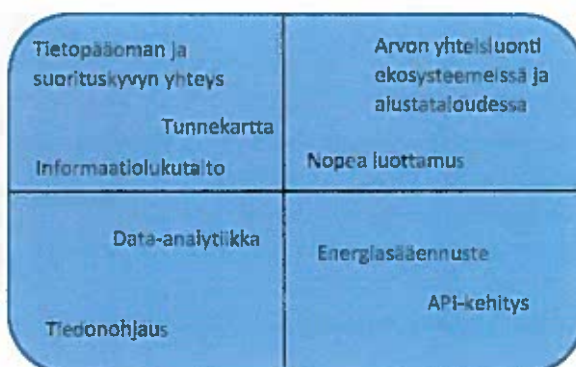 Tietopääoman ja
suorituskyvyn yhteys
Tunnekartta
Informaatiolukutaito
Arvon yhteisluonti
ekosysteemeissä ja
alustataloudessa
Nopea luottamus
Data-analytiikka
Tiedonohjaus
Energiasääennuste
API-kehitys